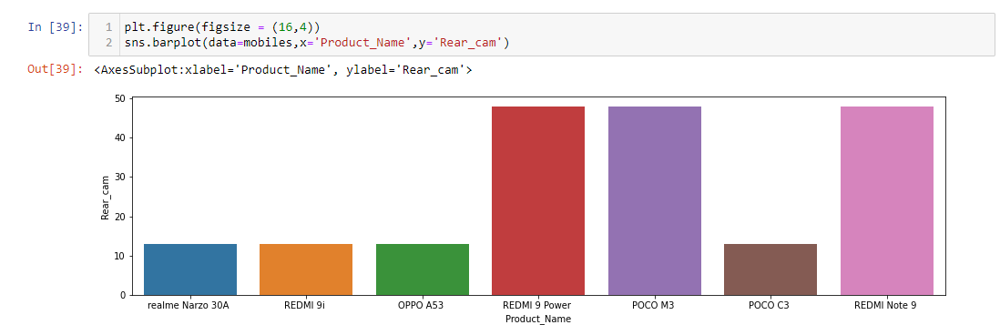 In [39]:
1 plt.figure(figsize = (16,4))
2 sns.barplot(data=mobiles,x='Product_Name',y='Rear_cam')
Out[39]: <AxesSubplot:xlabel='Product_Name', ylabel='Rear_cam'>
50
40
30
20
10
0
Rear_cam
realme Narzo 30A REDMI 9i OPPO A53 REDMI 9 Power POCO M3 POCO C3 REDMI Note 9
Product_Name